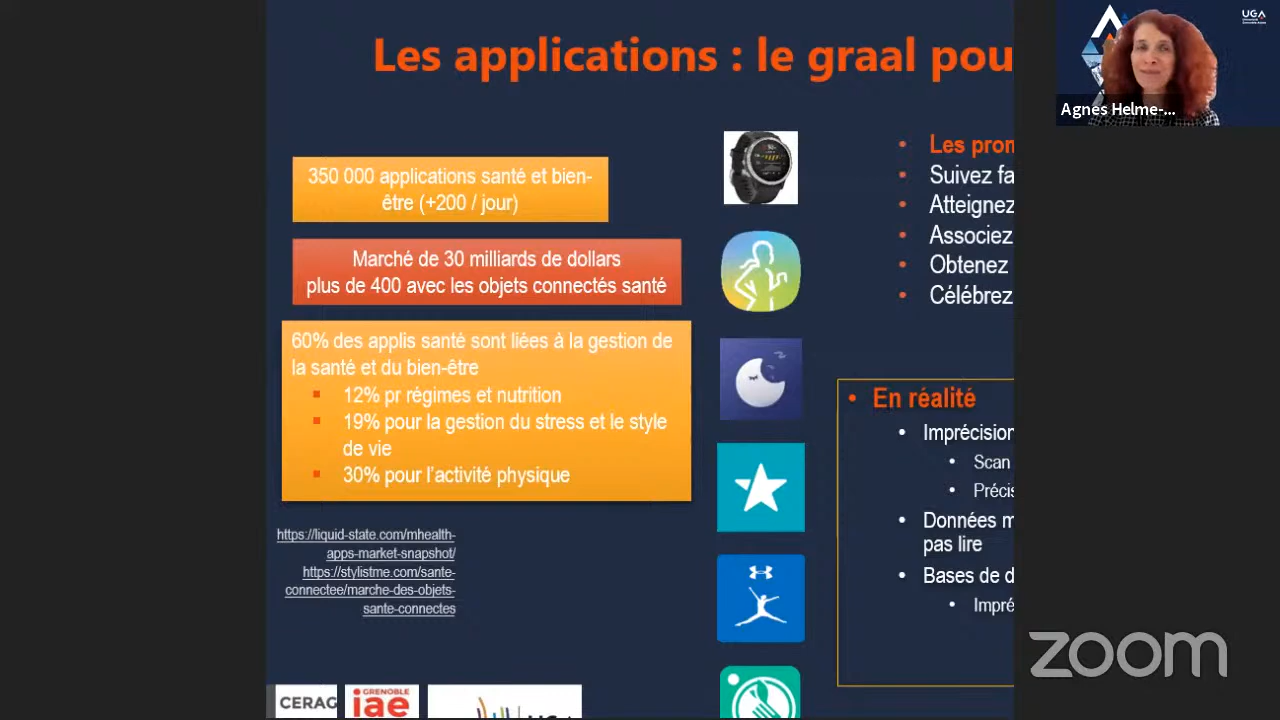 Les applications : le graal pou
350 000 applications santé et bien-
être (+200 / jour)
Marché de 30 milliards de dollars
plus de 400 avec les objets connectés santé
60% des applis santé sont liées à la gestion de
la santé et du bien-être
▪ 12% pr régimes et nutrition
▪ 19% pour la gestion du stress et le style
de vie
▪ 30% pour l'activité physique
https://liquid-state.com/mhealth-
apps-market-snapshot/
https://stylistme.com/sante-
connectee/marche-des-objets-
sante-connectes
• Les pron
• Suivez fa
• Atteignez
• Associez
• Obtenez
• Célébrez
• En réalité
• Imprécision
• Scan
• Précis
• Données m
pas lire
• Bases de d
• Impré
CERAG
GRENOBLE
iae
UGA
Agnes Helme-...
zoom